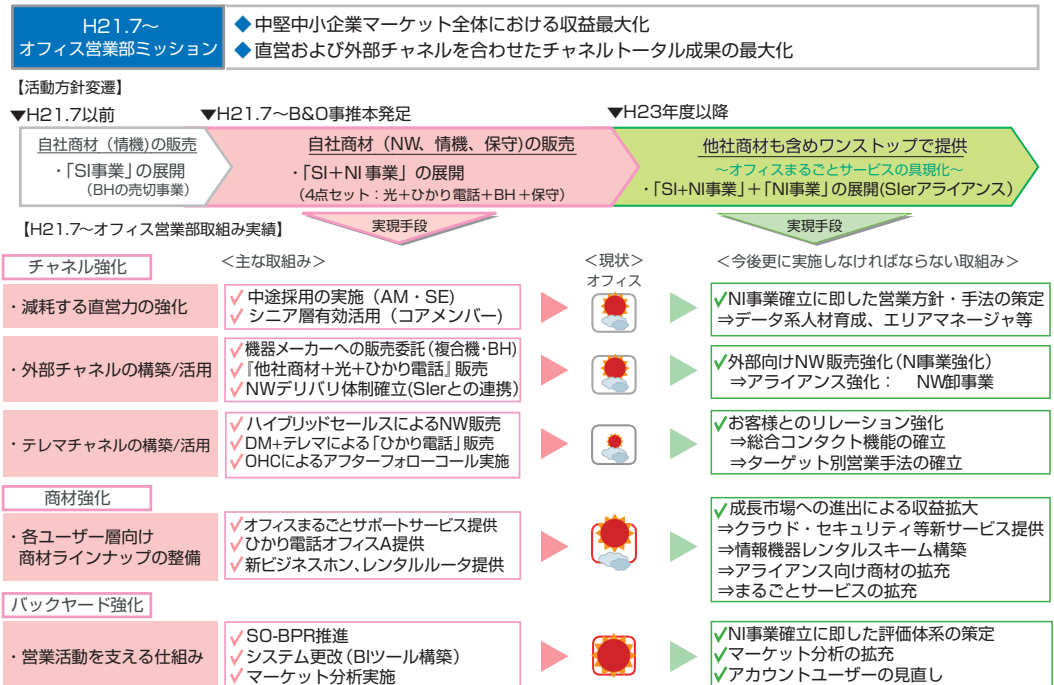 H21.7～
オフィス営業部ミッション
◆中堅中小企業マーケット全体における収益最大化
◆直営および外部チャネルを合わせたチャネルトータル成果の最大化
【活動方針変遷】
▼H21.7以前
▼H21.7～B&O事推本発足
▼H23年度以降
自社商材（情機)の販売
・「SI事業」の展開
（BHの売切事業）
自社商材（NW、情機、保守)の販売
・「SI＋NI事業」の展開
（4点セット：光＋ひかり電話＋BH＋保守）
他社商材も含めワンストップで提供
～オフィスまるごとサービスの具現化～
・「SI+NI事業」＋「NI事業」の展開(SIerアライアンス）
実現手段
実現手段
【H21.7～オフィス営業部取組み実績】
チャネル強化
＜主な取組み＞
＜現状＞
オフィス
＜今後更に実施しなければならない取組み＞
・減耗する直営力の強化
✓中途採用の実施（AM・SE)
✓シニア層有効活用（コアメンバー）
✓NI事業確立に即した営業方針・手法の策定
⇒データ系人材育成、エリアマネージャ等
・外部チャネルの構築/活用
✓機器メーカーへの販売委託(複合機・BH)
✓『他社商材＋光＋ひかり電話』販売
✓NWデリバリ体制確立(SIerとの連携)
✓外部向けNW販売強化(NI事業強化）
⇒アライアンス強化： NW卸事業
・テレマチャネルの構築/活用
✓ハイブリッドセールスによるNW販売
✓DM+テレマによる「ひかり電話」販売
✓OHCによるアフターフォローコール実施
✓お客様とのリレーション強化
⇒総合コンタクト機能の確立
⇒ターゲット別営業手法の確立
商材強化
・各ユーザー層向け
商材ラインナップの整備
✓オフィスまるごとサポートサービス提供
✓ひかり電話オフィスA提供
✓新ビジネスホン、レンタルルータ提供
✓成長市場への進出による収益拡大
⇒クラウド・セキュリティ等新サービス提供
⇒情報機器レンタルスキーム構築
⇒アライアンス向け商材の拡充
⇒まるごとサービスの拡充
バックヤード強化
・営業活動を支える仕組み
✓SO-BPR推進
✓システム更改(BIツール構築）
✓マーケット分析実施
✓NI事業確立に即した評価体系の策定
✓マーケット分析の拡充
✓アカウントユーザーの見直し